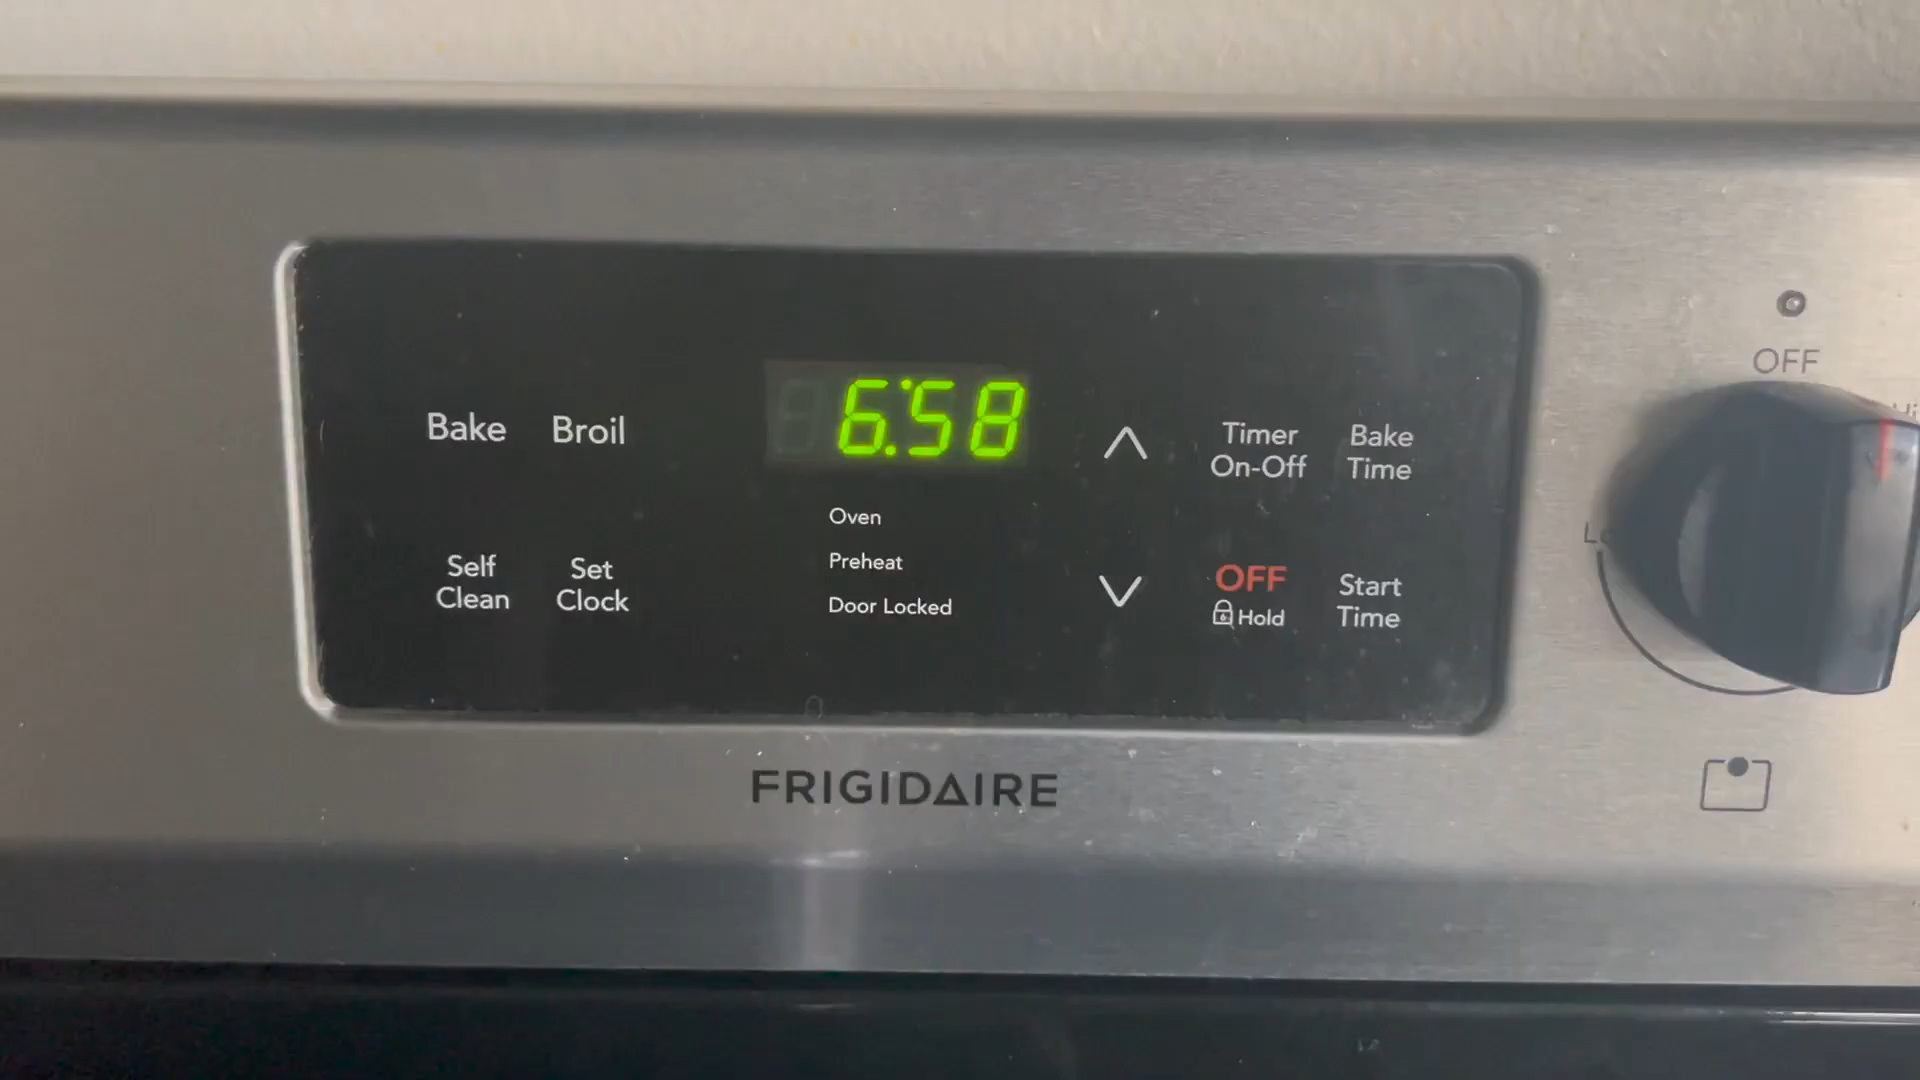 6:58
Bake
Broil
Timer
On-Off
Bake
Time
Oven
Preheat
Door Locked
Self
Clean
Set
Clock
OFF
Hold
Start
Time
FRIGIDAIRE
OFF
Hi